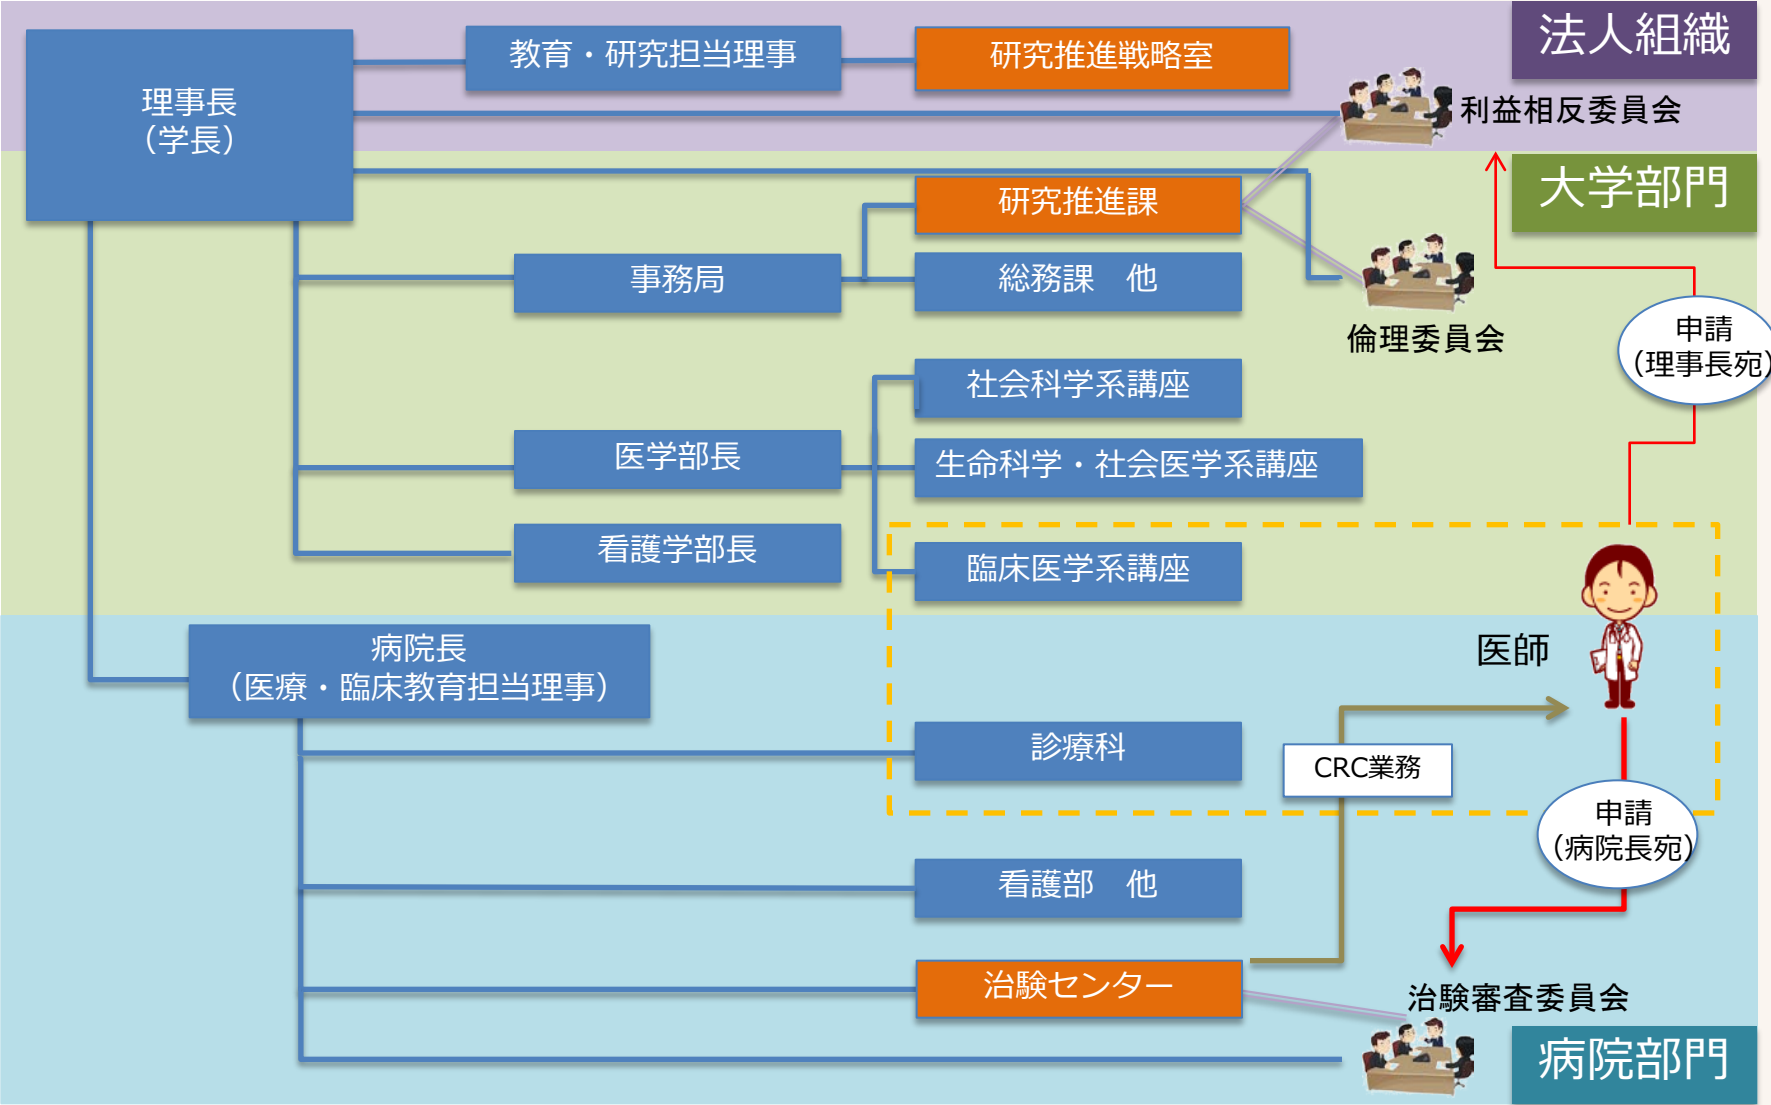 法人組織
教育・研究担当理事
研究推進戦略室
理事長
（学長）
利益相反委員会
大学部門
研究推進課
事務局
総務課　他
倫理委員会
申請
（理事長宛）
社会科学系講座
医学部長
生命科学・社会医学系講座
看護学部長
臨床医学系講座
病院長
（医療・臨床教育担当理事）
医師
診療科
CRC業務
申請
（病院長宛）
看護部　他
治験センター
治験審査委員会
病院部門